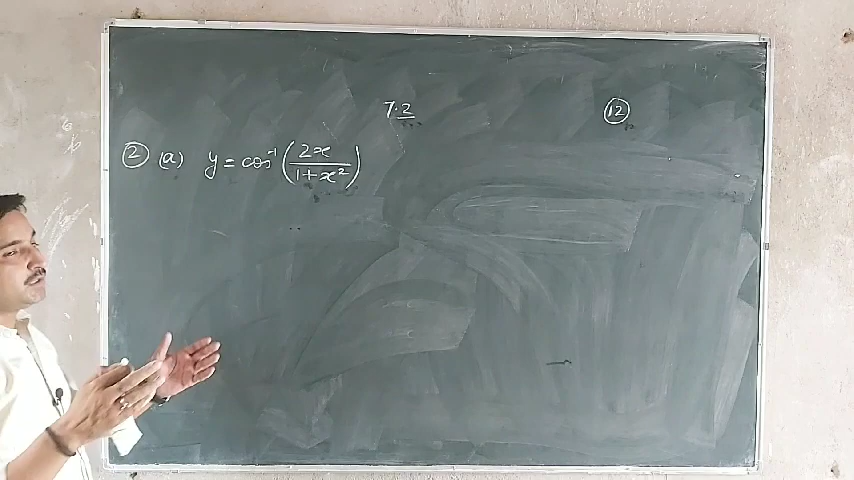 7.2
(12)
(2) (a) y = cos⁻¹ (2x / 1+x²)